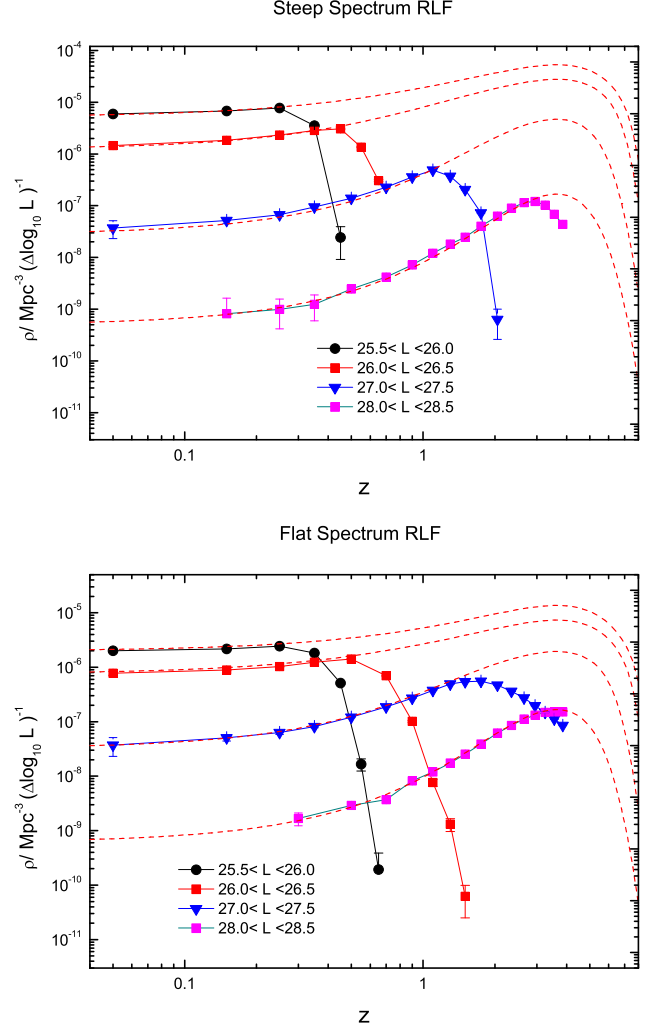 Steep Spectrum RLF
10⁻⁴
10⁻⁵
10⁻⁶
10⁻⁷
10⁻⁸
10⁻⁹
10⁻¹⁰
10⁻¹¹
ρ/ Mpc⁻³ (Δlog₁₀ L )⁻¹
25.5< L <26.0
26.0< L <26.5
27.0< L <27.5
28.0< L <28.5
0.1 1
z
Flat Spectrum RLF
10⁻⁵
10⁻⁶
10⁻⁷
10⁻⁸
10⁻⁹
10⁻¹⁰
10⁻¹¹
ρ/ Mpc⁻³ (Δlog₁₀ L )⁻¹
25.5< L <26.0
26.0< L <26.5
27.0< L <27.5
28.0< L <28.5
0.1 1
z